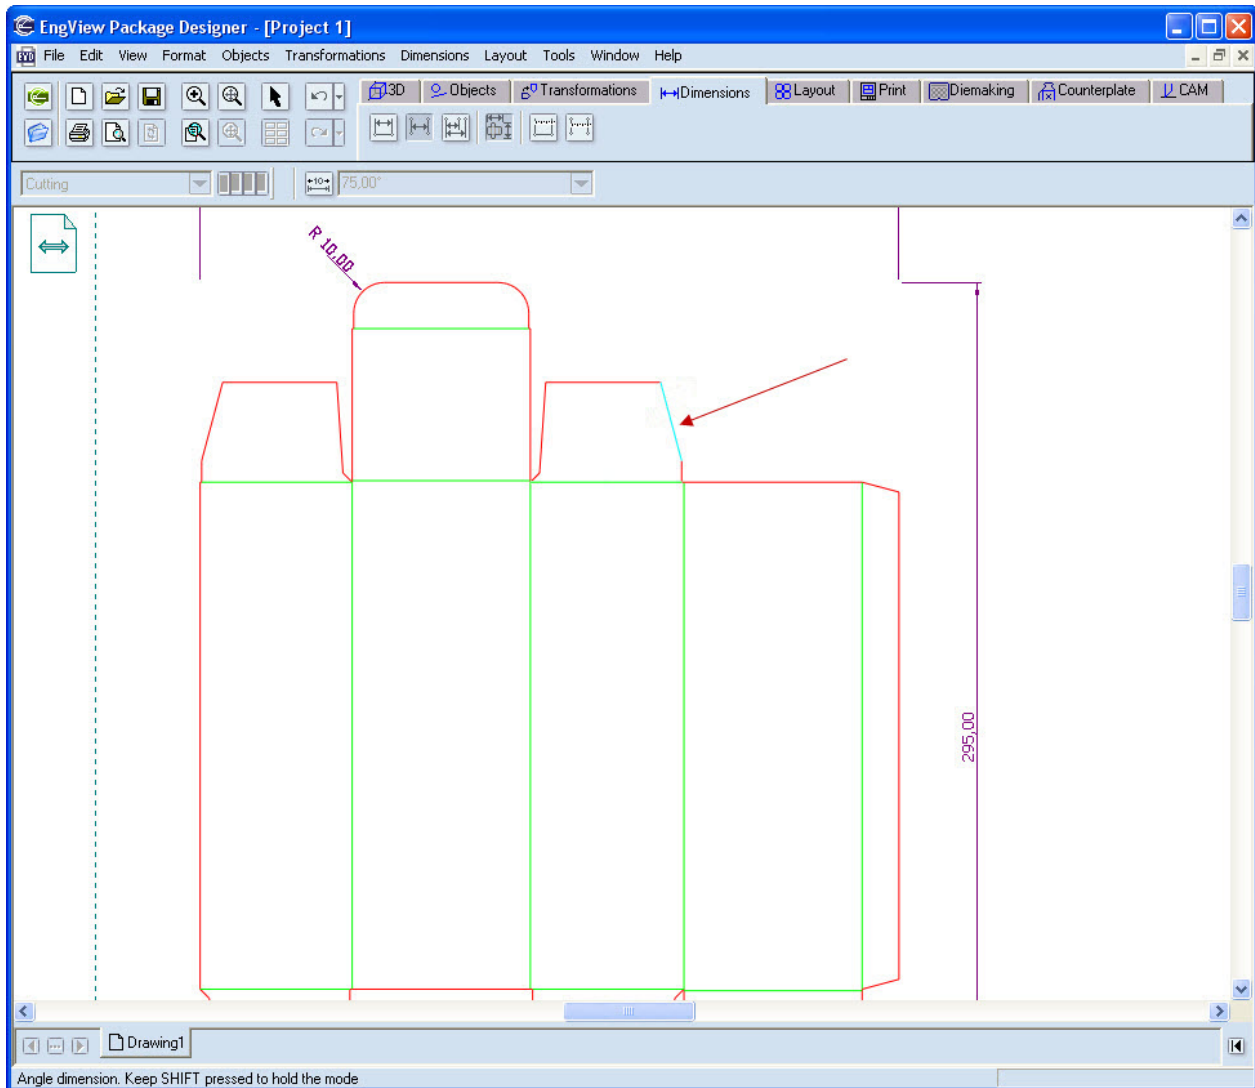 EngView Package Designer - [Project 1]
File Edit View Format Objects Transformations Dimensions Layout Tools Window Help
3D Objects Transformations Dimensions Layout Print Diemaking Counterplate CAM
Cutting 75,00°
R 10,00
295,00
Drawing1
Angle dimension. Keep SHIFT pressed to hold the mode